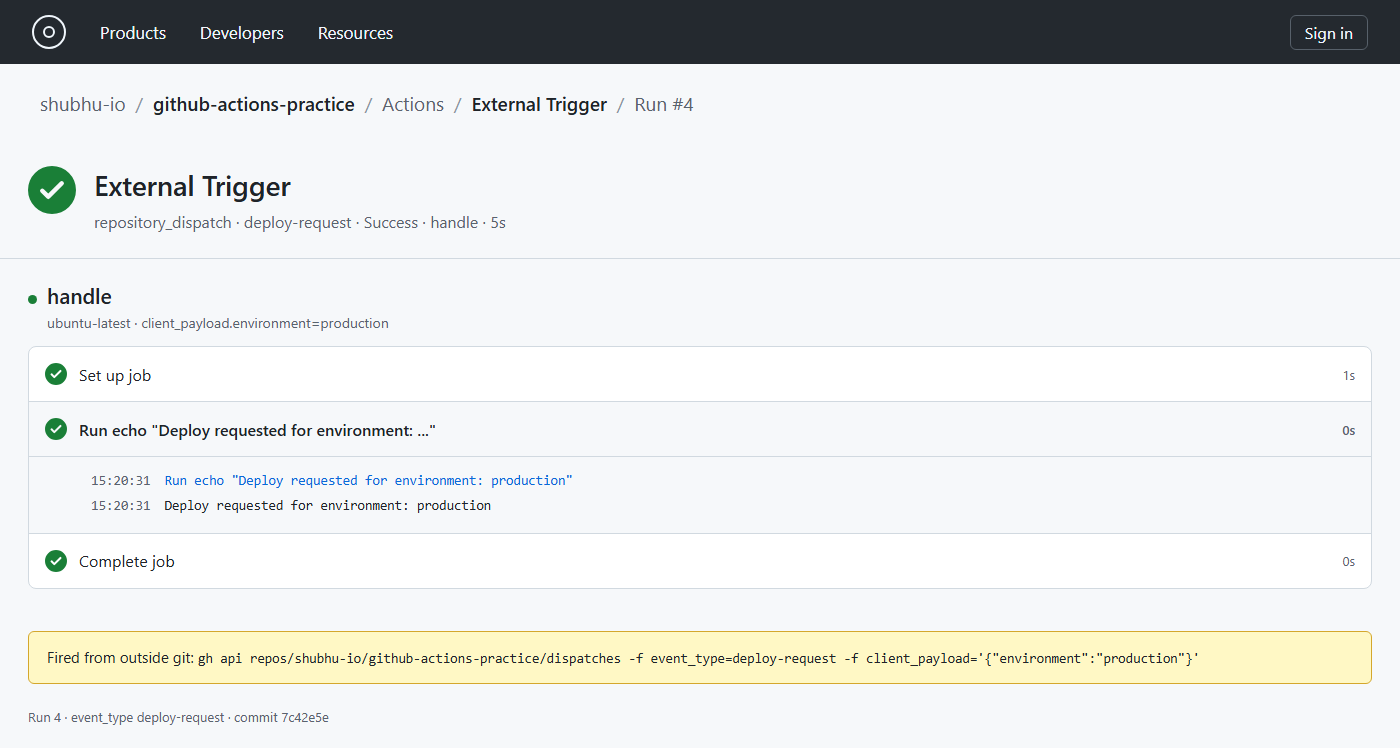 Products Developers Resources Sign in
shubhu-io / github-actions-practice / Actions / External Trigger / Run #4
External Trigger
repository_dispatch · deploy-request · Success · handle · 5s
handle
ubuntu-latest · client_payload.environment=production
Set up job 1s
Run echo "Deploy requested for environment: ..." 0s
15:20:31 Run echo "Deploy requested for environment: production"
15:20:31 Deploy requested for environment: production
Complete job 0s
Fired from outside git: gh api repos/shubhu-io/github-actions-practice/dispatches -f event_type=deploy-request -f client_payload='{"environment":"production"}'
Run 4 · event_type deploy-request · commit 7c42e5e